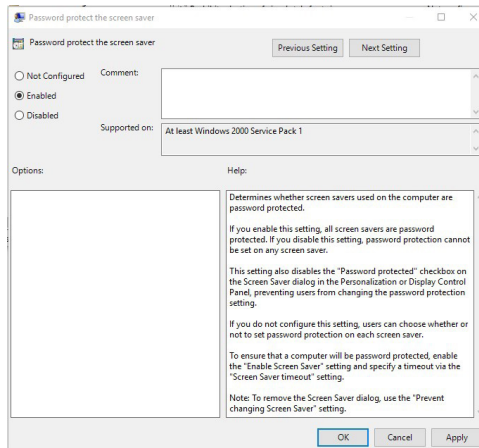 Password protect the screen saver
Password protect the screen saver
Previous Setting
Next Setting
Not Configured
Comment:
Enabled
Disabled
Supported on:
At least Windows 2000 Service Pack 1
Options:
Help:
Determines whether screen savers used on the computer are
password protected.
If you enable this setting, all screen savers are password
protected. If you disable this setting, password protection cannot
be set on any screen saver.
This setting also disables the "Password protected" checkbox on
the Screen Saver dialog in the Personalization or Display Control
Panel, preventing users from changing the password protection
setting.
If you do not configure this setting, users can choose whether or
not to set password protection on each screen saver.
To ensure that a computer will be password protected, enable
the "Enable Screen Saver" setting and specify a timeout via the
"Screen Saver timeout" setting.
Note: To remove the Screen Saver dialog, use the "Prevent
changing Screen Saver" setting.
OK
Cancel
Apply